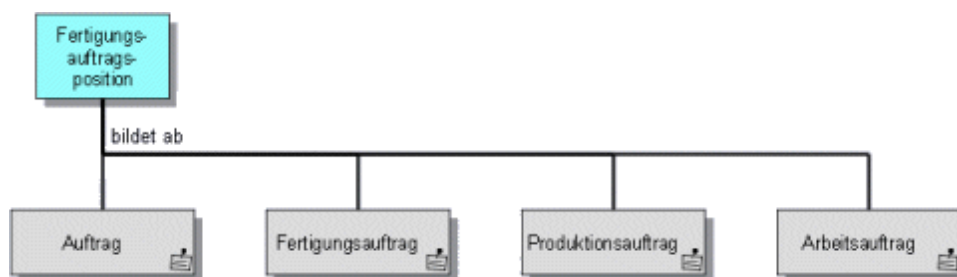 Fertigungs-
auftrags-
position
bildet ab
Auftrag
Fertigungsauftrag
Produktionsauftrag
Arbeitsauftrag